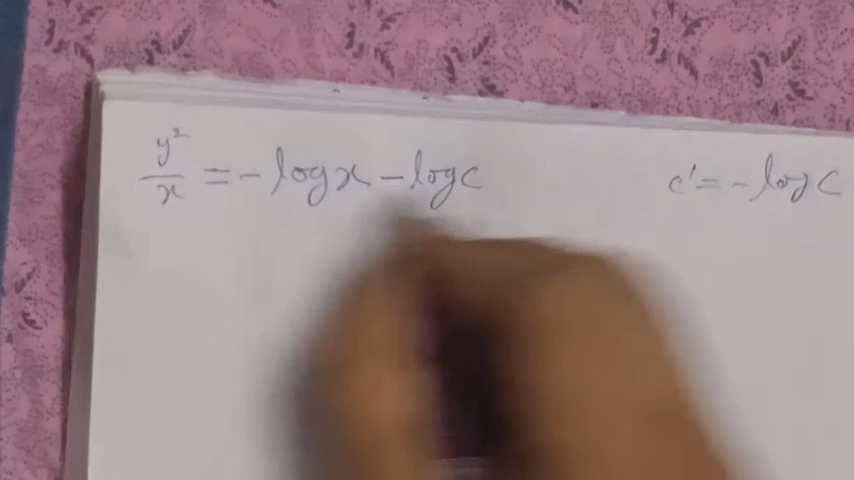 y²/x = - log x - log c
c' = - log c